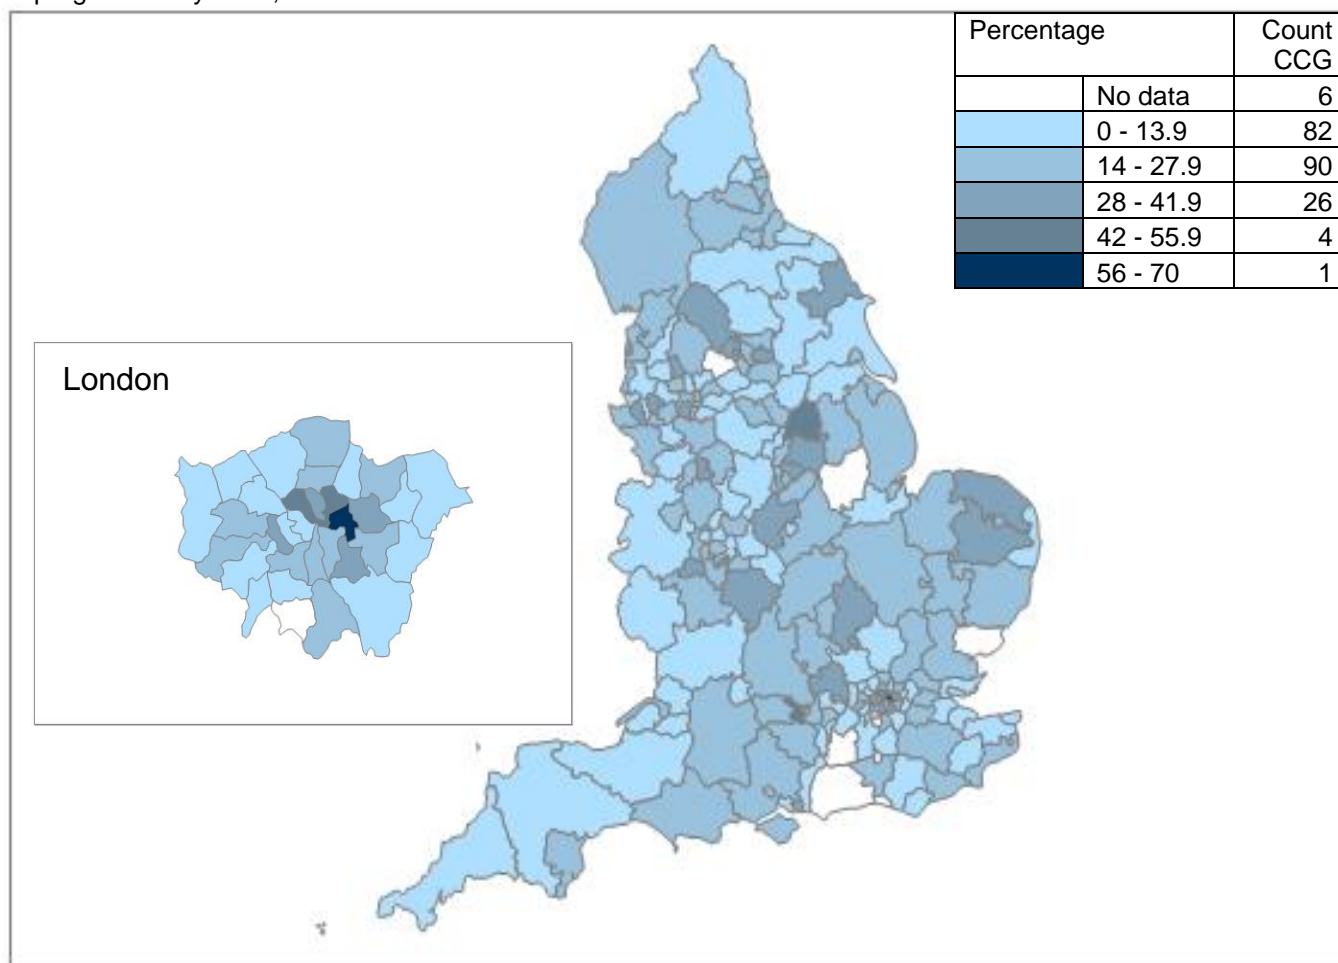 Percentage Count
CCG
No data 6
0 - 13.9 82
14 - 27.9 90
28 - 41.9 26
42 - 55.9 4
56 - 70 1
London